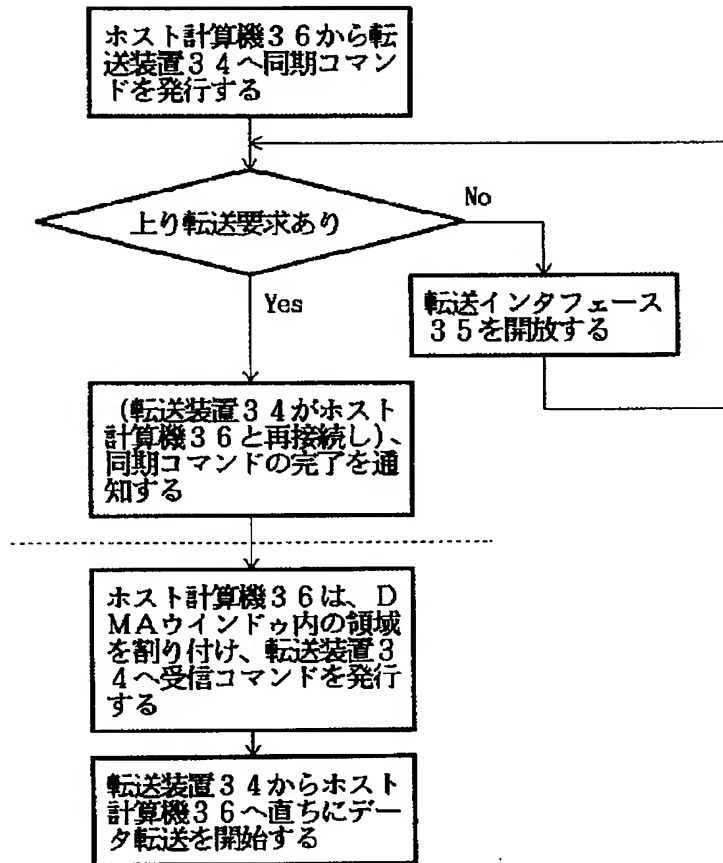 ホスト計算機36から転
送装置34へ同期コマン
ドを発行する
上り転送要求あり
No
Yes
転送インタフェース
35を開放する
(転送装置34がホスト
計算機36と再接続し)、
同期コマンドの完了を通
知する
ホスト計算機36は、D
MAウインドゥ内の領域
を割り付け、転送装置3
4へ受信コマンドを発行
する
転送装置34からホスト
計算機36へ直ちにデー
タ転送を開始する